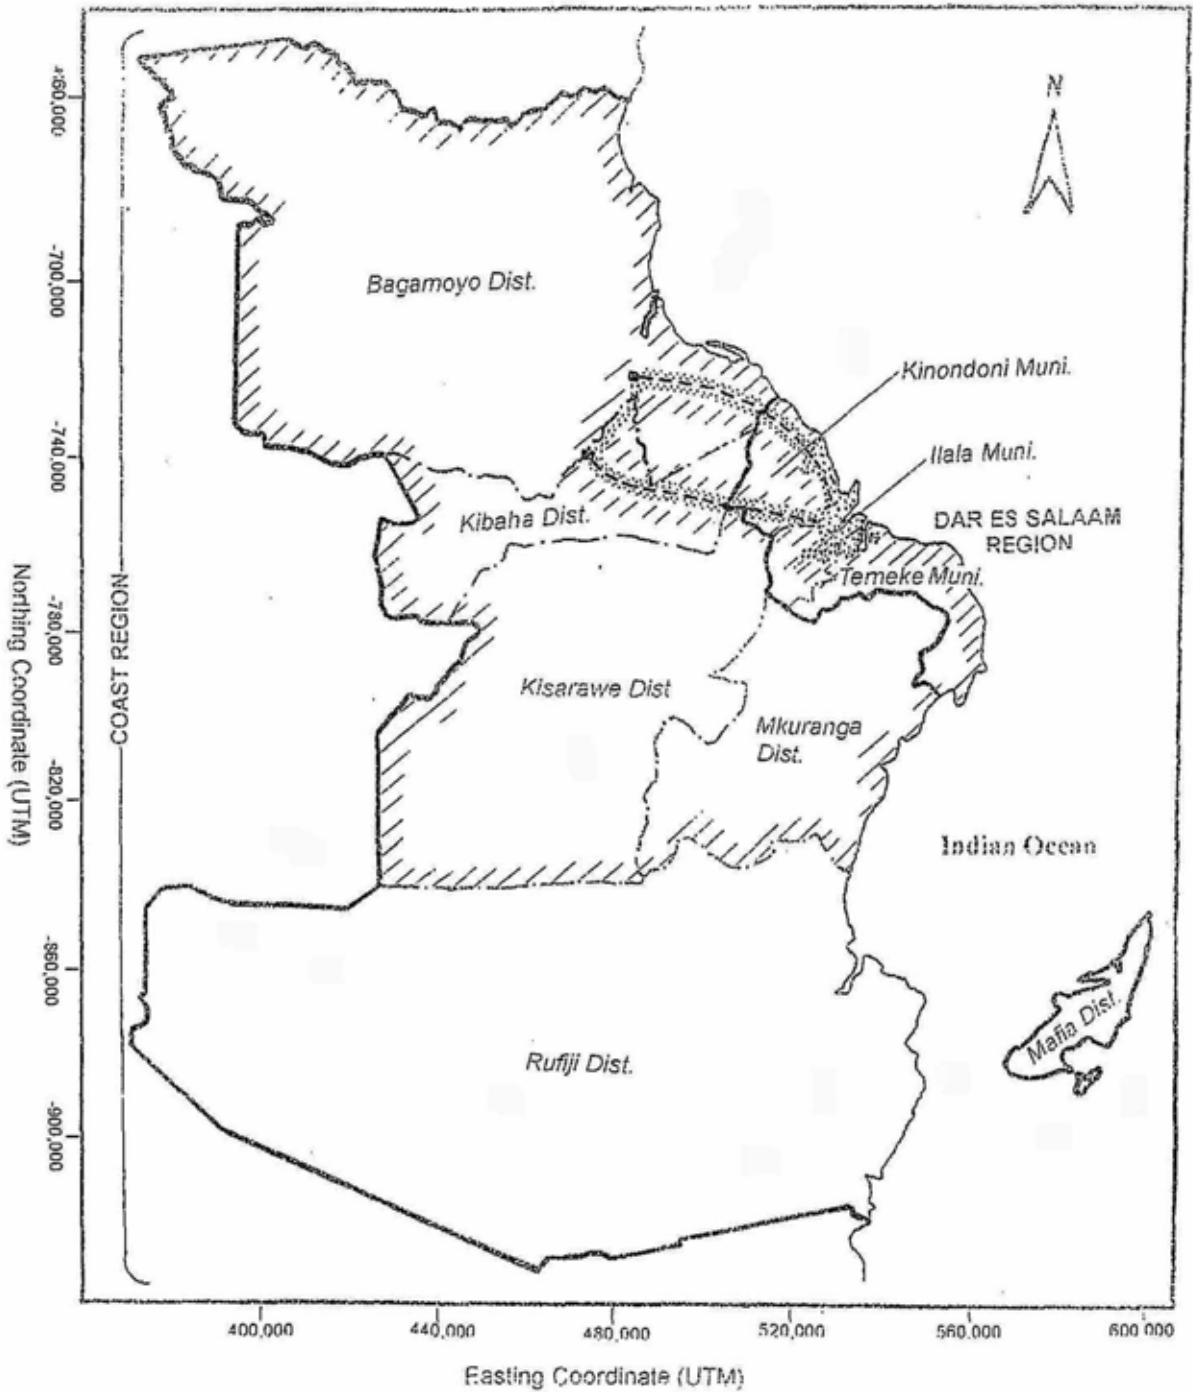 N
-660,000
-700,000
-740,000
-780,000
-820,000
-860,000
-900,000
Northing Coordinate (UTM)
COAST REGION
Bagamoyo Dist.
Kinondoni Muni.
Ilala Muni.
Kibaha Dist.
DAR ES SALAAM
REGION
Temeke Muni.
Kisarawe Dist
Mkuranga
Dist.
Indian Ocean
Mafia Dist.
Rufiji Dist.
400,000
440,000
480,000
520,000
560,000
600,000
Easting Coordinate (UTM)